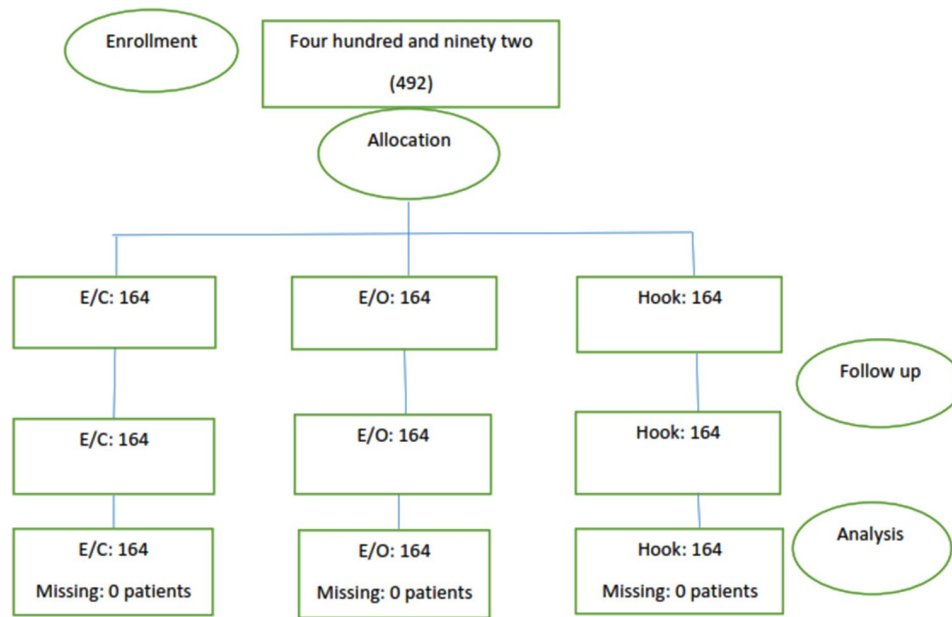 Enrollment
Four hundred and ninety two
(492)
Allocation
E/C: 164
E/O: 164
Hook: 164
Follow up
E/C: 164
E/O: 164
Hook: 164
Analysis
E/C: 164
Missing: 0 patients
E/O: 164
Missing: 0 patients
Hook: 164
Missing: 0 patients